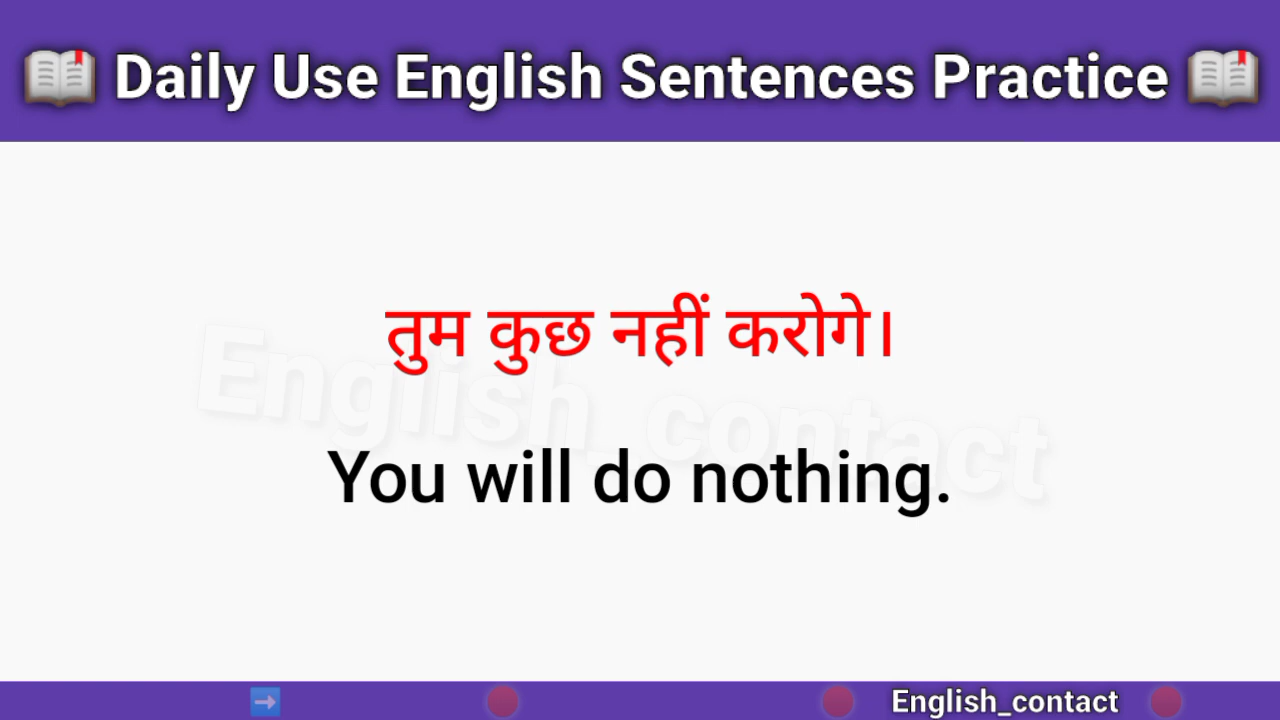 📖 Daily Use English Sentences Practice 📖
तुम कुछ नहीं करोगे।
English_contact
You will do nothing.
English_contact